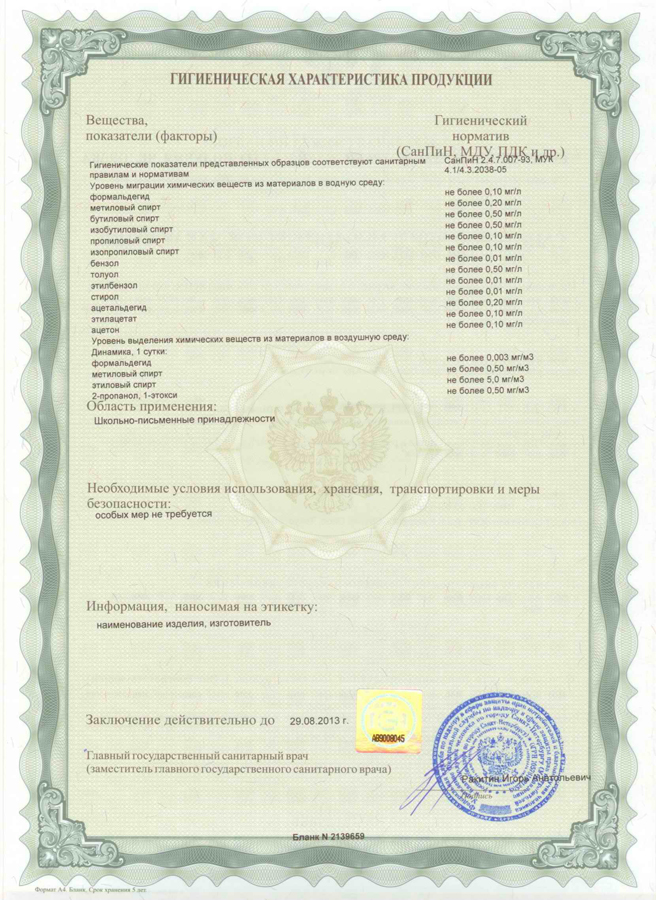 ГИГИЕНИЧЕСКАЯ ХАРАКТЕРИСТИКА ПРОДУКЦИИ
Вещества,
показатели (факторы)
Гигиенический
норматив
(СанПиН, МДУ, ПДК и др.)
Гигиенические показатели представленных образцов соответствуют санитарным
правилам и нормативам
СанПиН 2.4.7.007-93, МУК
4.1/4.3.2038-05
Уровень миграции химических веществ из материалов в водную среду:
формальдегид не более 0,10 мг/л
метиловый спирт не более 0,20 мг/л
бутиловый спирт не более 0,50 мг/л
изобутиловый спирт не более 0,50 мг/л
пропиловый спирт не более 0,10 мг/л
изопропиловый спирт не более 0,10 мг/л
бензол не более 0,01 мг/л
толуол не более 0,50 мг/л
этилбензол не более 0,01 мг/л
стирол не более 0,01 мг/л
ацетальдегид не более 0,20 мг/л
этилацетат не более 0,10 мг/л
ацетон не более 0,10 мг/л
Уровень выделения химических веществ из материалов в воздушную среду:
Динамика, 1 сутки:
формальдегид не более 0,003 мг/м3
метиловый спирт не более 0,50 мг/м3
этиловый спирт не более 5,0 мг/м3
2-пропанол, 1-этокси не более 0,50 мг/м3
Область применения:
Школьно-письменные принадлежности
Необходимые условия использования, хранения, транспортировки и меры
безопасности:
особых мер не требуется
Информация, наносимая на этикетку:
наименование изделия, изготовитель
Заключение действительно до 29.08.2013 г.
АВ9009045
Главный государственный санитарный врач
(заместитель главного государственного санитарного врача)
Ракитин Игорь Анатольевич
подпись
Бланк N 2139659
Формат А4. Бланк. Срок хранения 5 лет.